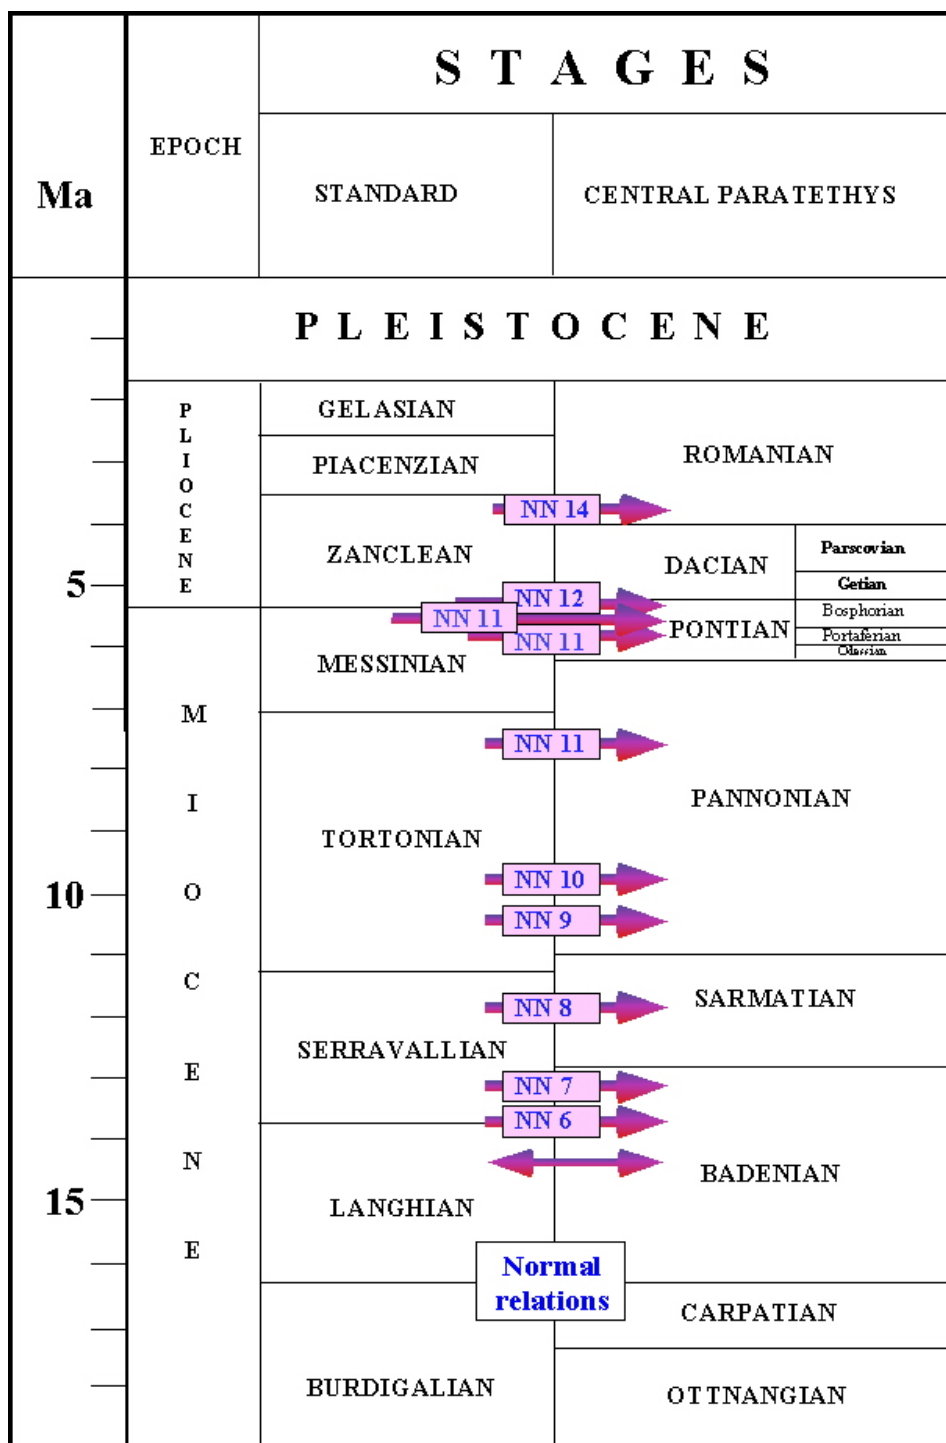 S T A G E S
EPOCH
Ma
STANDARD
CENTRAL PARATETHYS
P L E I S T O C E N E
PLIOCENE
GELASIAN
ROMANIAN
PIACENZIAN
NN 14
ZANCLEAN
DACIAN
Parscovian
Getian
5
NN 12
NN 11
Bosphorian
PONTIAN
Portaferian
NN 11
MESSINIAN
MIOCENE
NN 11
PANNONIAN
TORTONIAN
NN 10
10
NN 9
SARMATIAN
NN 8
SERRAVALLIAN
NN 7
NN 6
BADENIAN
15
LANGHIAN
Normal
relations
CARPATIAN
BURDIGALIAN
OTTNANGIAN